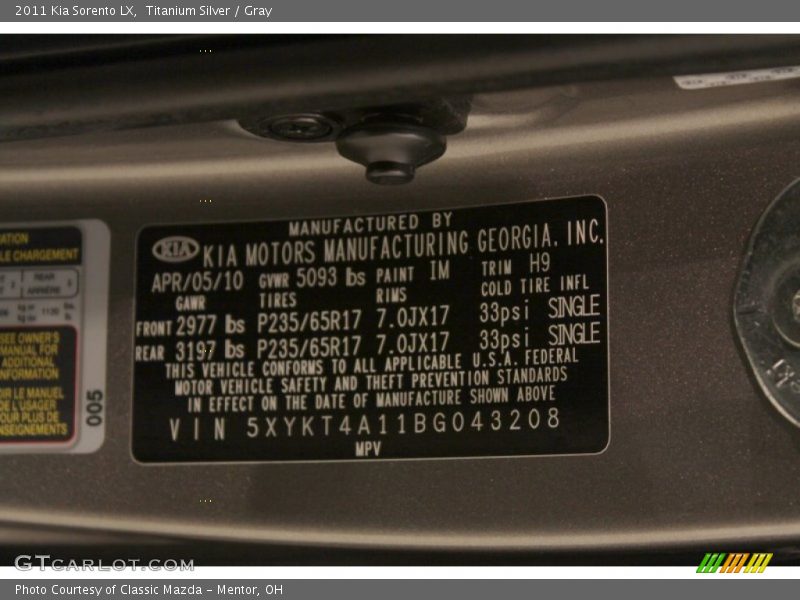 2011 Kia Sorento LX, Titanium Silver / Gray
MANUFACTURED BY
KIA KIA MOTORS MANUFACTURING GEORGIA, INC.
APR/05/10 GVWR 5093 lbs PAINT IM TRIM H9
GAWR TIRES RIMS COLD TIRE INFL
FRONT 2977 lbs P235/65R17 7.0JX17 33psi SINGLE
REAR 3197 lbs P235/65R17 7.0JX17 33psi SINGLE
THIS VEHICLE CONFORMS TO ALL APPLICABLE U.S.A. FEDERAL
MOTOR VEHICLE SAFETY AND THEFT PREVENTION STANDARDS
IN EFFECT ON THE DATE OF MANUFACTURE SHOWN ABOVE
VIN 5XYKT4A11BG043208
MPV
LE CHARGEMENT
REAR
ARRIÈRE
SEE OWNER'S
MANUAL FOR
ADDITIONAL
INFORMATION
LE MANUEL
DE L'USAGER
POUR PLUS DE
RENSEIGNEMENTS
005
GTCARLOT.COM
Photo Courtesy of Classic Mazda - Mentor, OH